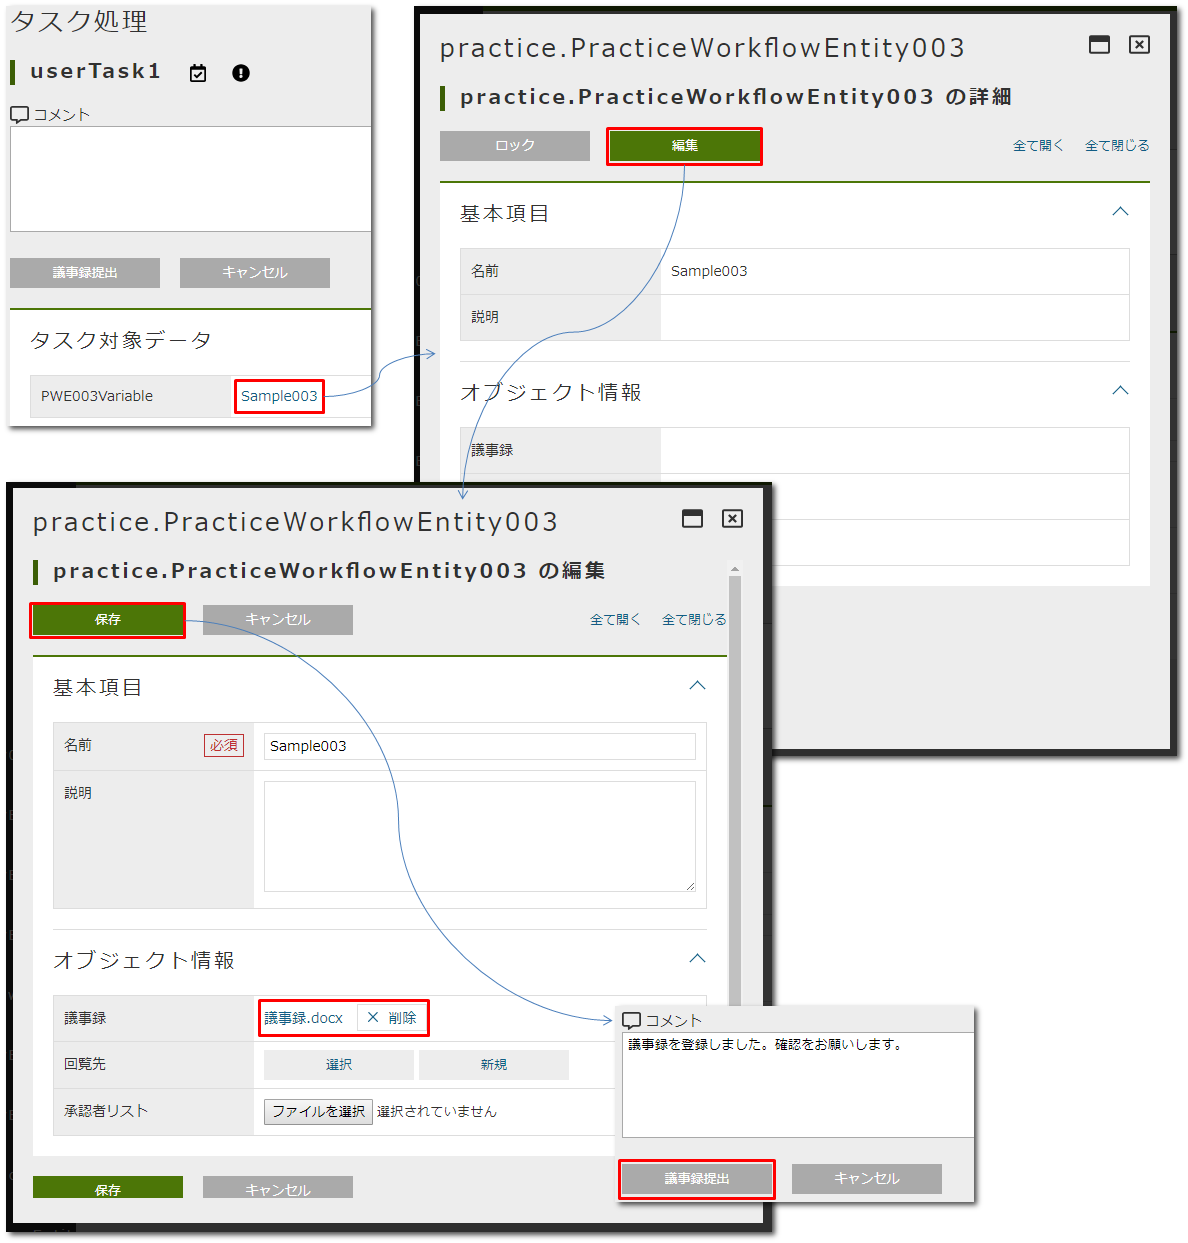 タスク処理
userTask1
コメント
議事録提出 キャンセル
タスク対象データ
PWE003Variable Sample003
practice.PracticeWorkflowEntity003
practice.PracticeWorkflowEntity003 の詳細
ロック 編集 全て開く 全て閉じる
基本項目
名前 Sample003
説明
オブジェクト情報
議事録
practice.PracticeWorkflowEntity003
practice.PracticeWorkflowEntity003 の編集
保存 キャンセル 全て開く 全て閉じる
基本項目
名前 必須 Sample003
説明
オブジェクト情報
議事録 議事録.docx × 削除
回覧先 選択 新規
承認者リスト ファイルを選択 選択されていません
保存 キャンセル
コメント
議事録を登録しました。確認をお願いします。
議事録提出 キャンセル